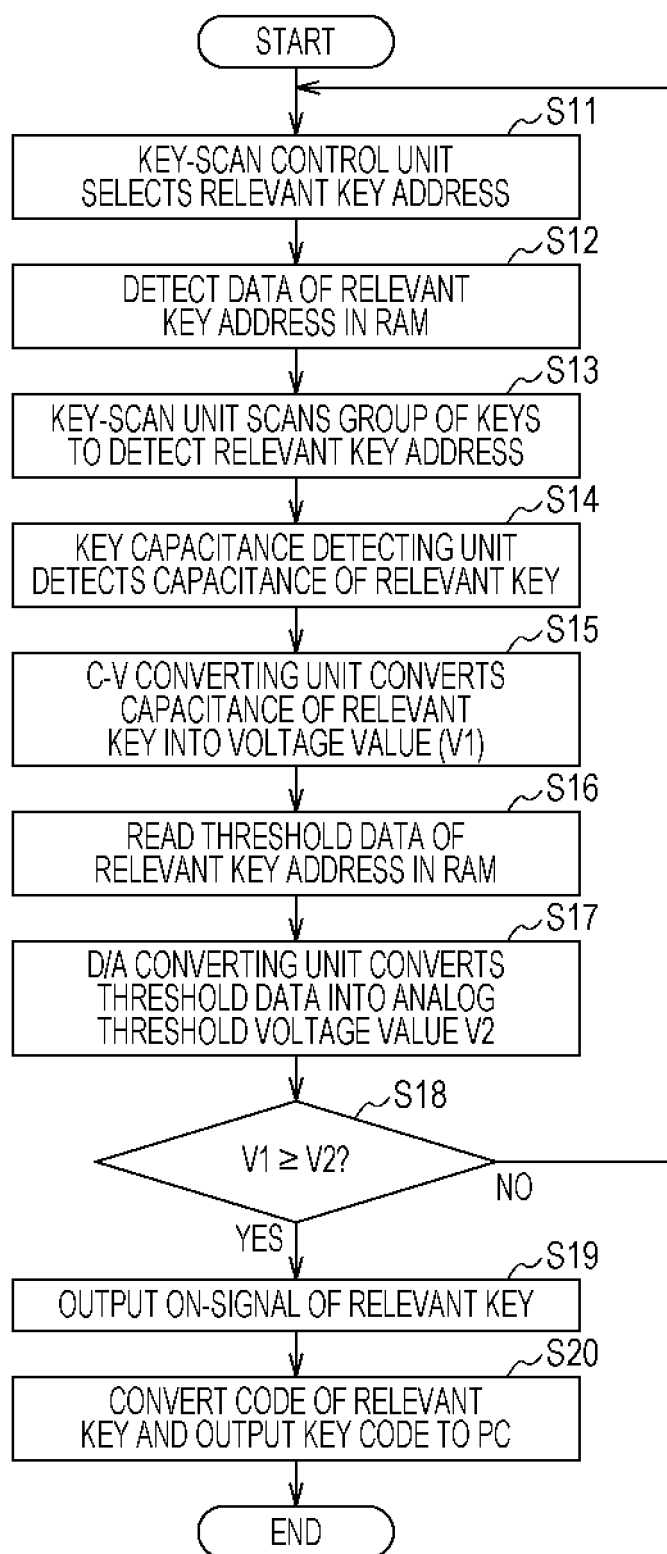 START
S11
KEY-SCAN CONTROL UNIT
SELECTS RELEVANT KEY ADDRESS
S12
DETECT DATA OF RELEVANT
KEY ADDRESS IN RAM
S13
KEY-SCAN UNIT SCANS GROUP OF KEYS
TO DETECT RELEVANT KEY ADDRESS
S14
KEY CAPACITANCE DETECTING UNIT
DETECTS CAPACITANCE OF RELEVANT KEY
S15
C-V CONVERTING UNIT CONVERTS
CAPACITANCE OF RELEVANT
KEY INTO VOLTAGE VALUE (V1)
S16
READ THRESHOLD DATA OF
RELEVANT KEY ADDRESS IN RAM
S17
D/A CONVERTING UNIT CONVERTS
THRESHOLD DATA INTO ANALOG
THRESHOLD VOLTAGE VALUE V2
S18
V1 ≥ V2?
NO
YES
S19
OUTPUT ON-SIGNAL OF RELEVANT KEY
S20
CONVERT CODE OF RELEVANT
KEY AND OUTPUT KEY CODE TO PC
END